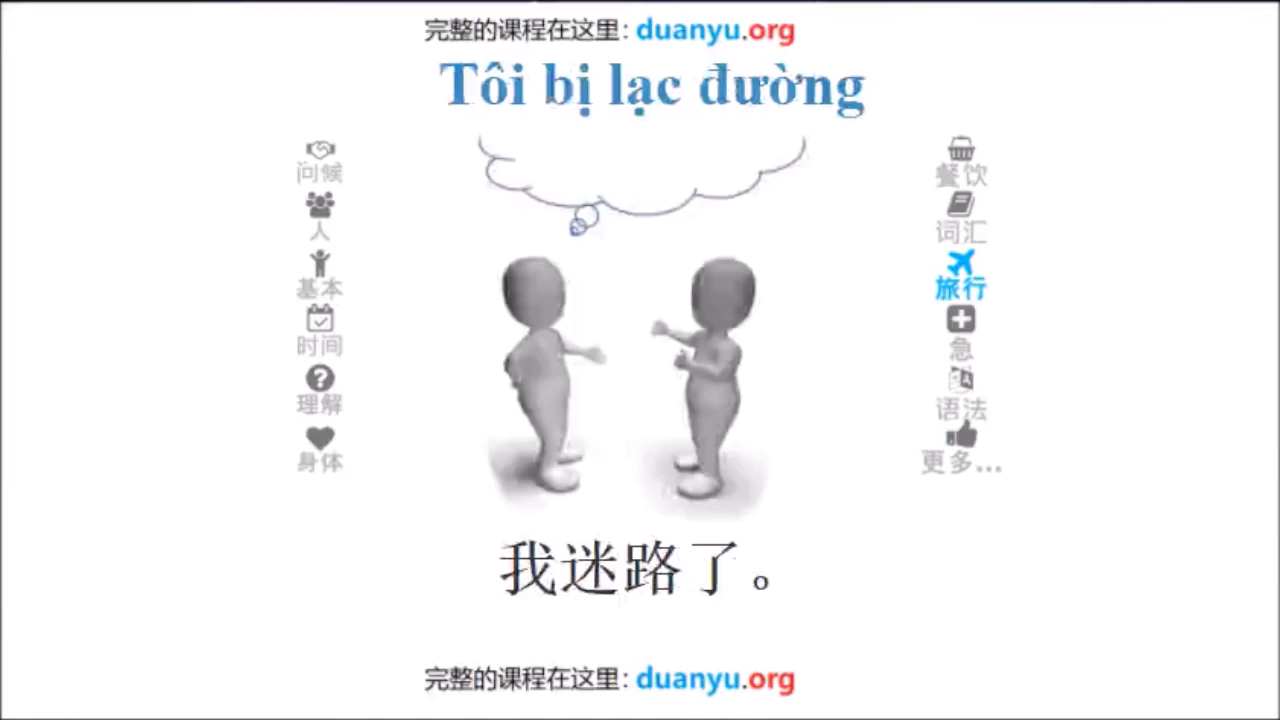 完整的课程在这里: duanyu.org
Tôi bị lạc đường
问候
人
基本
时间
理解
身体
餐饮
词汇
旅行
急
语法
更多...
我迷路了。
完整的课程在这里: duanyu.org